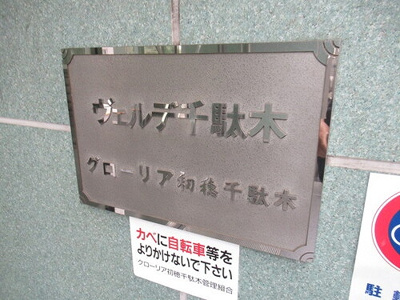 ヴェルデ千駄木
グローリア初穂千駄木
カベに自転車等を
よりかけないで下さい
グローリア初穂千駄木管理組合
駐